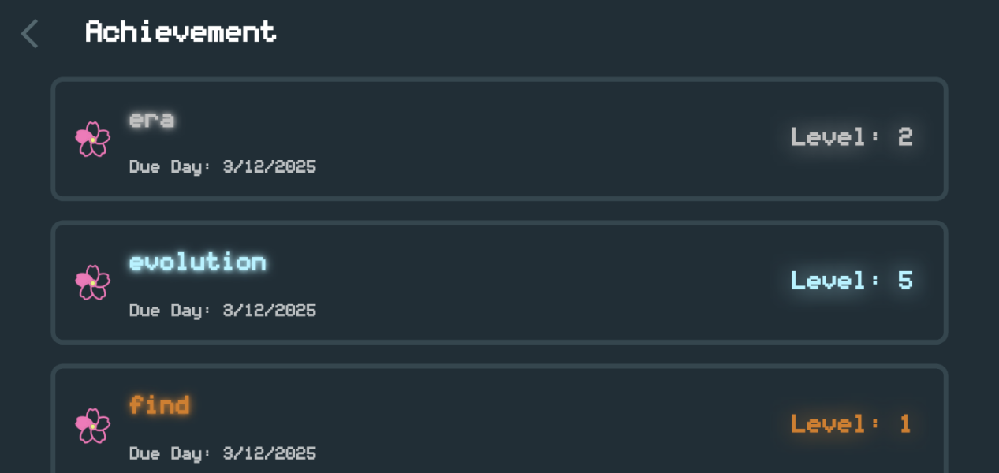 Achievement
era
Level: 2
Due Day: 3/12/2025
evolution
Level: 5
Due Day: 3/12/2025
find
Level: 1
Due Day: 3/12/2025